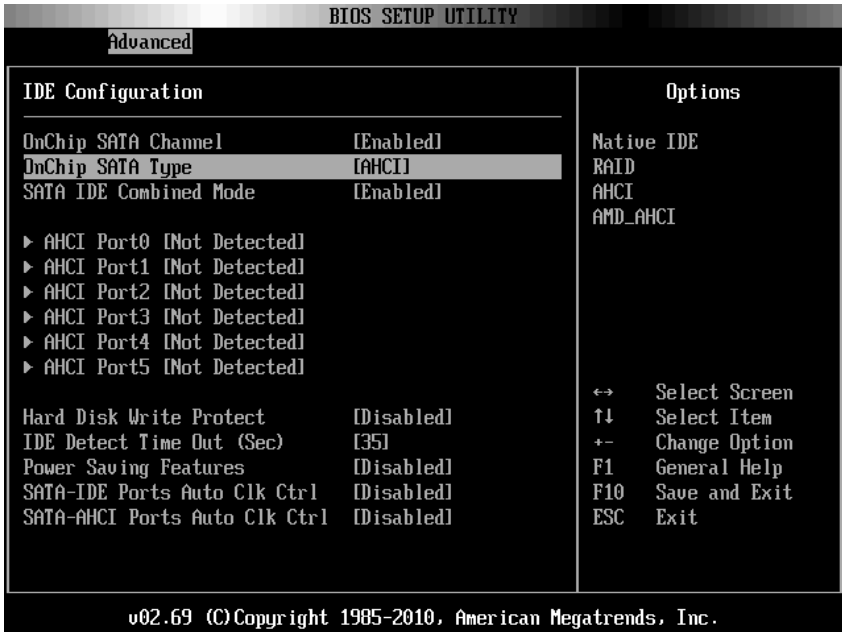 BIOS SETUP UTILITY
Advanced
IDE Configuration
OnChip SATA Channel [Enabled]
OnChip SATA Type [AHCI]
SATA IDE Combined Mode [Enabled]
▶ AHCI Port0 [Not Detected]
▶ AHCI Port1 [Not Detected]
▶ AHCI Port2 [Not Detected]
▶ AHCI Port3 [Not Detected]
▶ AHCI Port4 [Not Detected]
▶ AHCI Port5 [Not Detected]
Hard Disk Write Protect [Disabled]
IDE Detect Time Out (Sec) [35]
Power Saving Features [Disabled]
SATA-IDE Ports Auto Clk Ctrl [Disabled]
SATA-AHCI Ports Auto Clk Ctrl [Disabled]
Options
Native IDE
RAID
AHCI
AMD_AHCI
↔ Select Screen
↑↓ Select Item
+- Change Option
F1 General Help
F10 Save and Exit
ESC Exit
v02.69 (C)Copyright 1985-2010, American Megatrends, Inc.